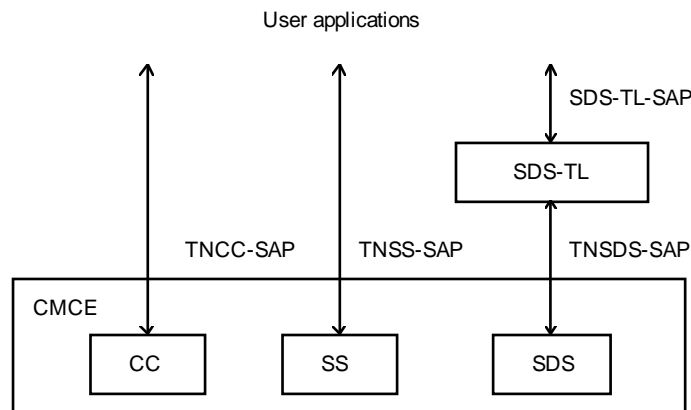 User applications
SDS-TL-SAP
SDS-TL
TNCC-SAP
TNSS-SAP
TNSDS-SAP
CMCE
CC
SS
SDS